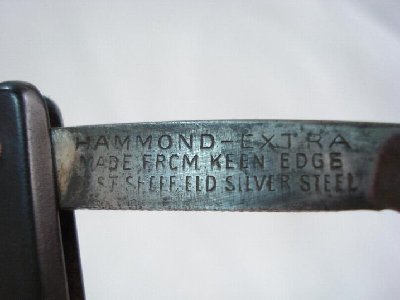 HAMMOND-EXTRA
MADE FROM KEEN EDGE
SHEFFIELD SILVER STEEL